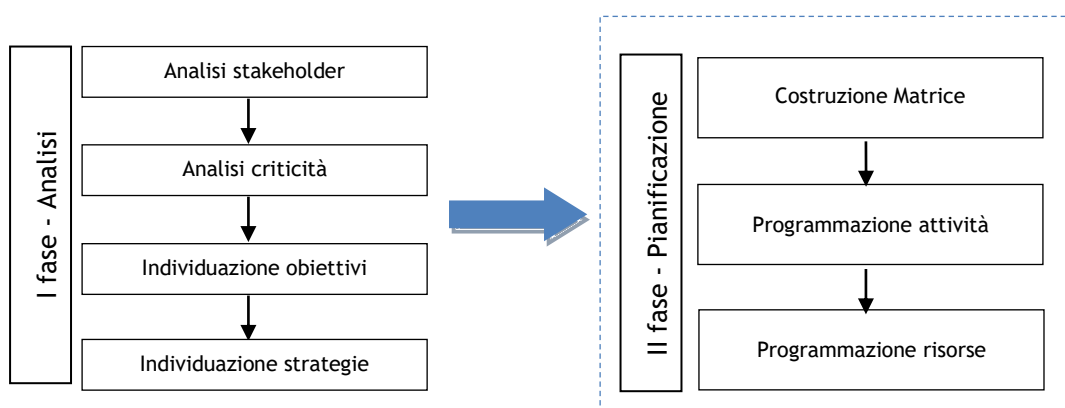 I fase - Analisi
Analisi stakeholder
Analisi criticità
Individuazione obiettivi
Individuazione strategie
II fase - Pianificazione
Costruzione Matrice
Programmazione attività
Programmazione risorse